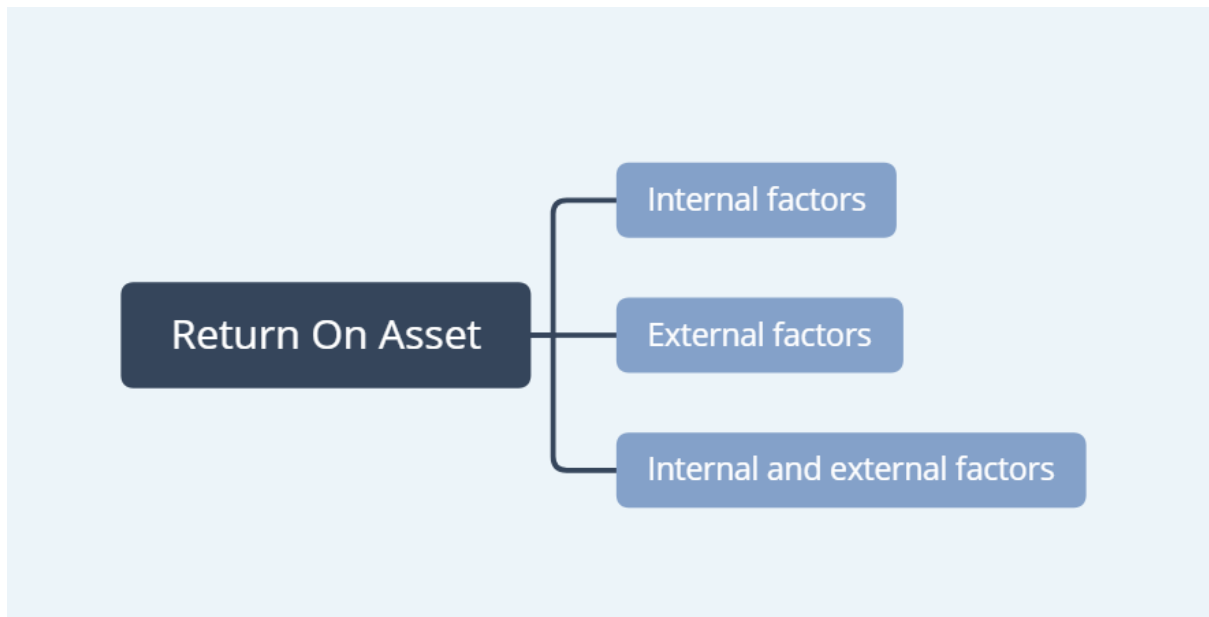 Internal factors
Return On Asset
External factors
Internal and external factors